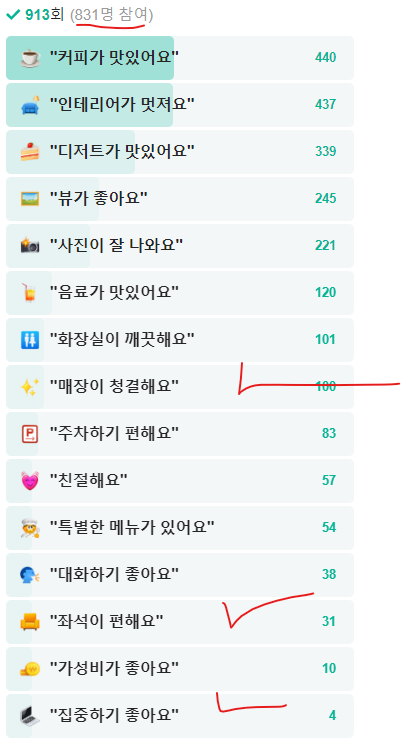 913회 (831명 참여)
"커피가 맛있어요" 440
"인테리어가 멋져요" 437
"디저트가 맛있어요" 339
"뷰가 좋아요" 245
"사진이 잘 나와요" 221
"음료가 맛있어요" 120
"화장실이 깨끗해요" 101
"매장이 청결해요" 100
"주차하기 편해요" 83
"친절해요" 57
"특별한 메뉴가 있어요" 54
"대화하기 좋아요" 38
"좌석이 편해요" 31
"가성비가 좋아요" 10
"집중하기 좋아요" 4